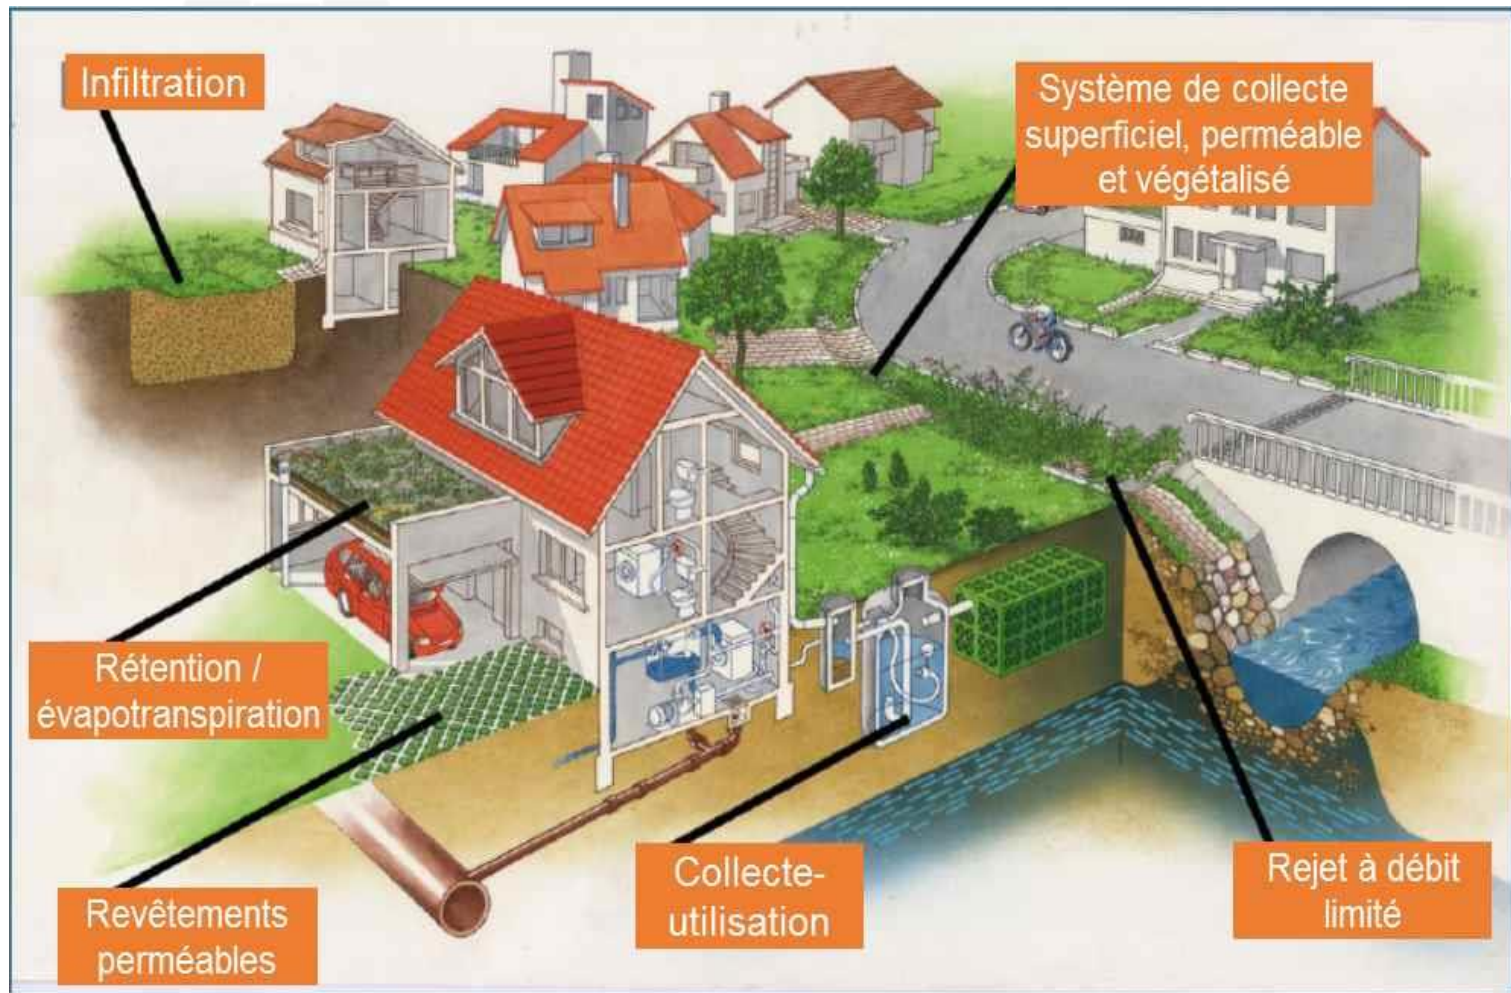 Infiltration
Système de collecte
superficiel, perméable
et végétalisé
Rétention /
évapotranspiration
Revêtements
perméables
Collecte-
utilisation
Rejet à débit
limité